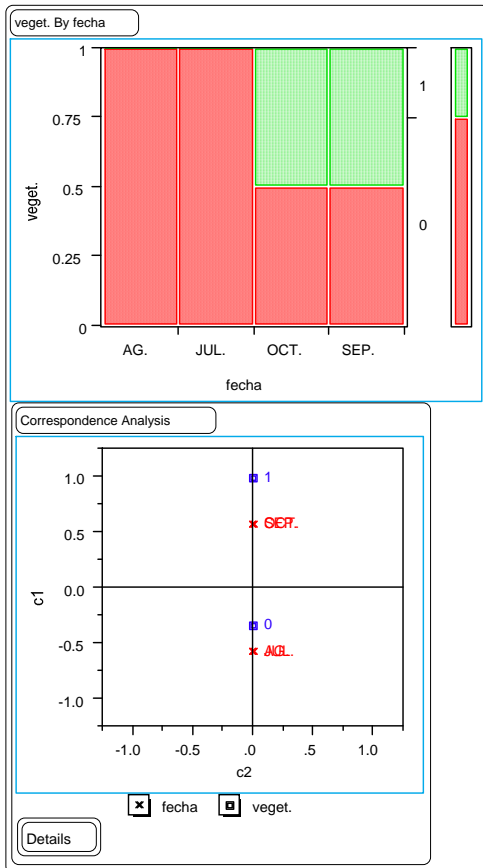 veget. By fecha
1
0.75
0.5
0.25
0
veget.
1
0
AG. JUL. OCT. SEP.
fecha
Correspondence Analysis
1.0
0.5
0.0
-0.5
-1.0
c1
1
0
-1.0 -0.5 .0 .5 1.0
c2
fecha veget.
Details